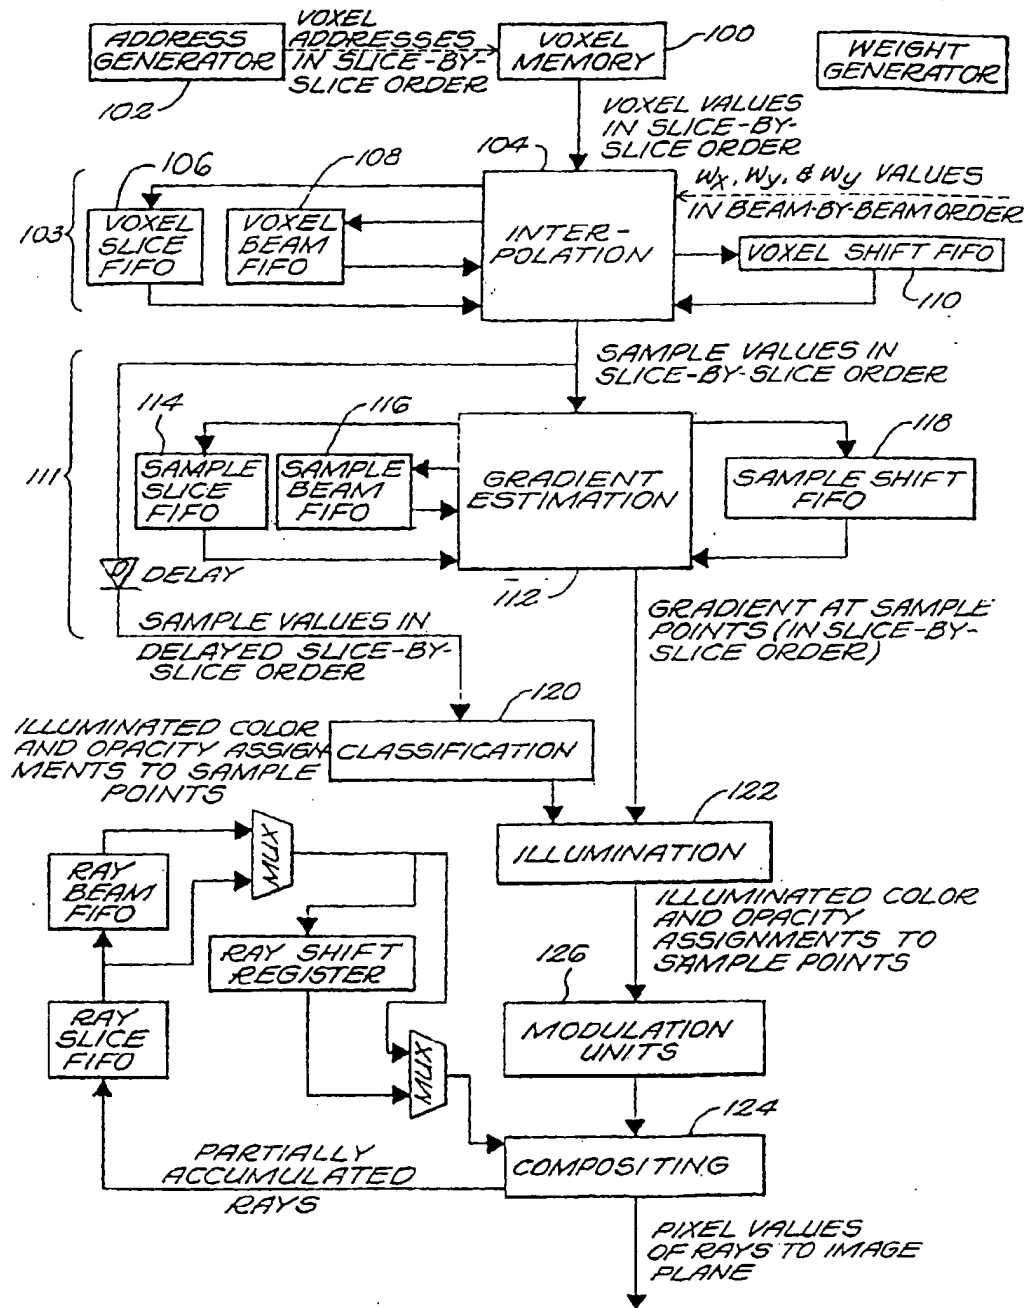 ADDRESS
GENERATOR
102
VOXEL
ADDRESSES
IN SLICE-BY-
SLICE ORDER
VOXEL
MEMORY
100
WEIGHT
GENERATOR
VOXEL VALUES
IN SLICE-BY-
SLICE ORDER
103
106
VOXEL
SLICE
FIFO
108
VOXEL
BEAM
FIFO
104
INTER-
POLATION
Wx, Wy, & Wy VALUES
IN BEAM-BY-BEAM ORDER
VOXEL SHIFT FIFO
110
SAMPLE VALUES IN
SLICE-BY-SLICE ORDER
111
114
SAMPLE
SLICE
FIFO
116
SAMPLE
BEAM
FIFO
GRADIENT
ESTIMATION
112
118
SAMPLE SHIFT
FIFO
D
DELAY
SAMPLE VALUES IN
DELAYED SLICE-BY-
SLICE ORDER
GRADIENT AT SAMPLE
POINTS (IN SLICE-BY-
SLICE ORDER)
120
CLASSIFICATION
ILLUMINATED COLOR
AND OPACITY ASSIGN-
MENTS TO SAMPLE
POINTS
122
ILLUMINATION
RAY
BEAM
FIFO
MUX
RAY SHIFT
REGISTER
RAY
SLICE
FIFO
MUX
ILLUMINATED COLOR
AND OPACITY
ASSIGNMENTS TO
SAMPLE POINTS
126
MODULATION
UNITS
124
COMPOSITING
PARTIALLY
ACCUMULATED
RAYS
PIXEL VALUES
OF RAYS TO IMAGE
PLANE